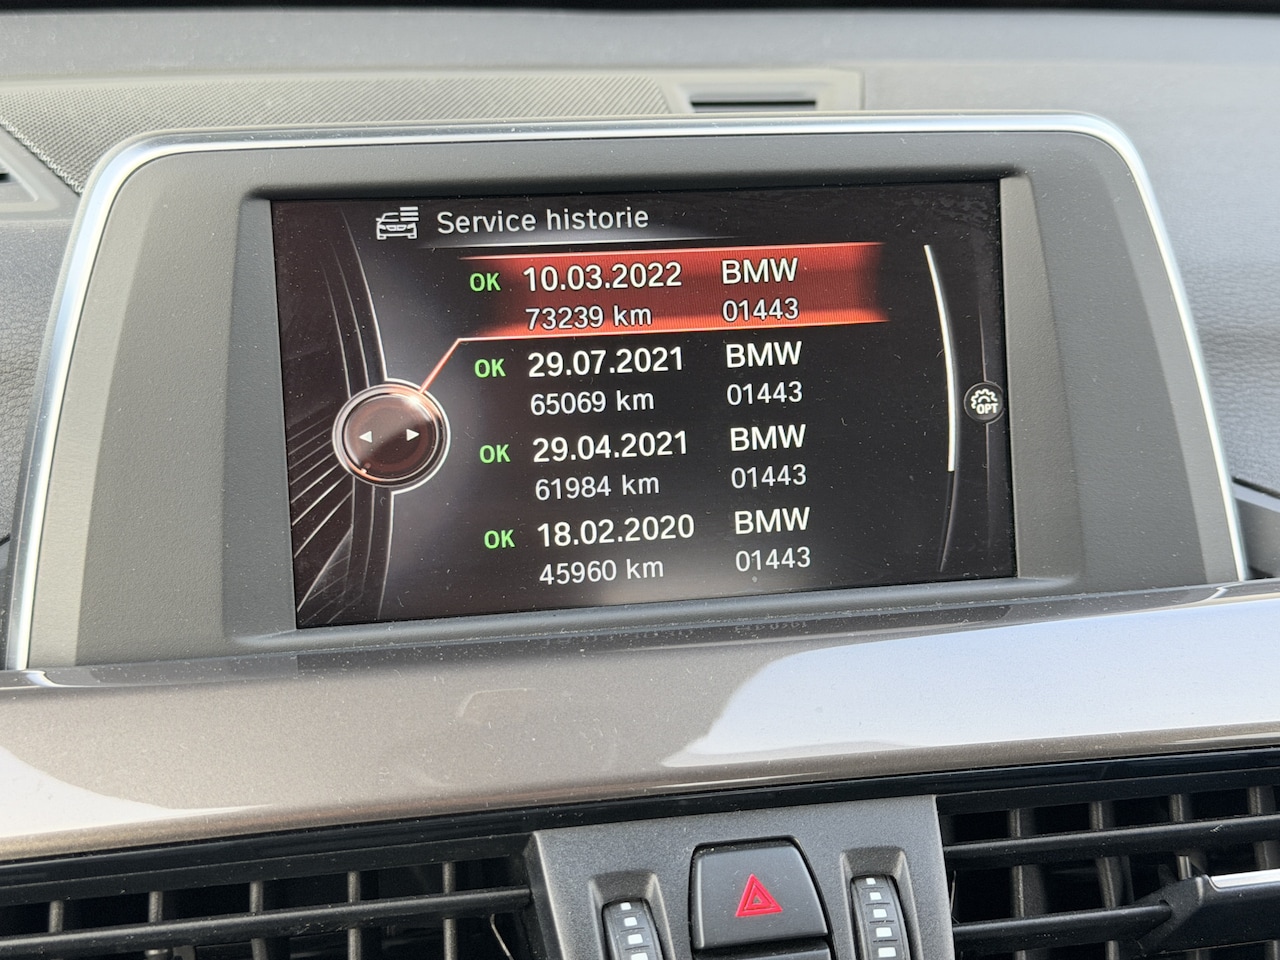 Service historie
OK 10.03.2022 BMW
73239 km 01443
OK 29.07.2021 BMW
65069 km 01443
OK 29.04.2021 BMW
61984 km 01443
OPT
OK 18.02.2020 BMW
45960 km 01443